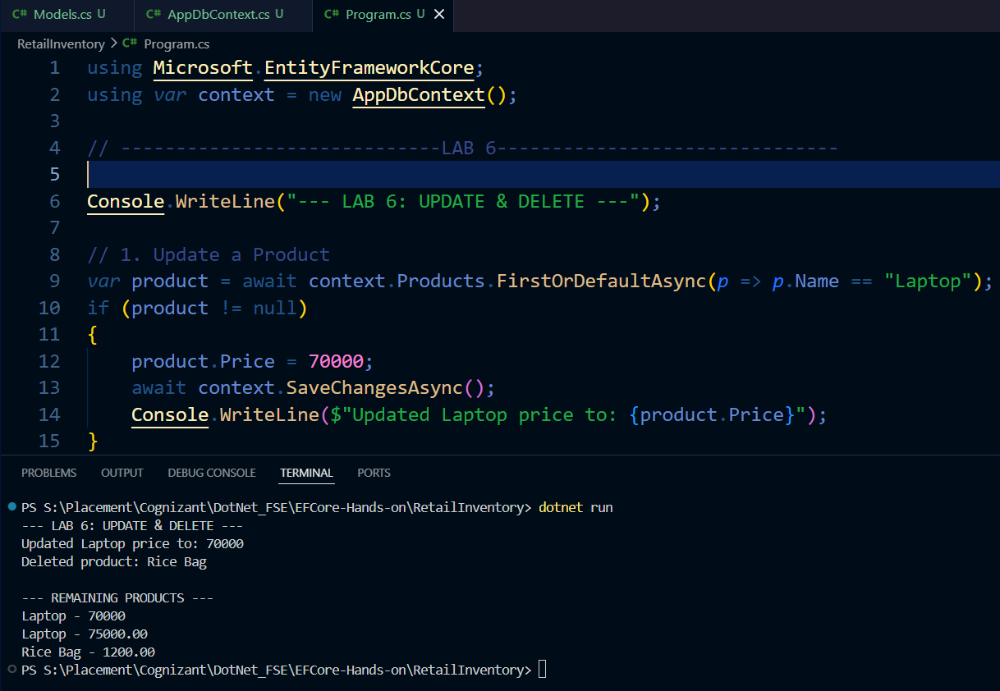 C# Models.cs U C# AppDbContext.cs U C# Program.cs U ×
RetailInventory > C# Program.cs
1 using Microsoft.EntityFrameworkCore;
2 using var context = new AppDbContext();
3
4 // -----------------------------LAB 6-------------------------------
5
6 Console.WriteLine("--- LAB 6: UPDATE & DELETE ---");
7
8 // 1. Update a Product
9 var product = await context.Products.FirstOrDefaultAsync(p => p.Name == "Laptop");
10 if (product != null)
11 {
12     product.Price = 70000;
13     await context.SaveChangesAsync();
14     Console.WriteLine($"Updated Laptop price to: {product.Price}");
15 }
PROBLEMS OUTPUT DEBUG CONSOLE TERMINAL PORTS
PS S:\Placement\Cognizant\DotNet_FSE\EFCore-Hands-on\RetailInventory> dotnet run
--- LAB 6: UPDATE & DELETE ---
Updated Laptop price to: 70000
Deleted product: Rice Bag
--- REMAINING PRODUCTS ---
Laptop - 70000
Laptop - 75000.00
Rice Bag - 1200.00
PS S:\Placement\Cognizant\DotNet_FSE\EFCore-Hands-on\RetailInventory>